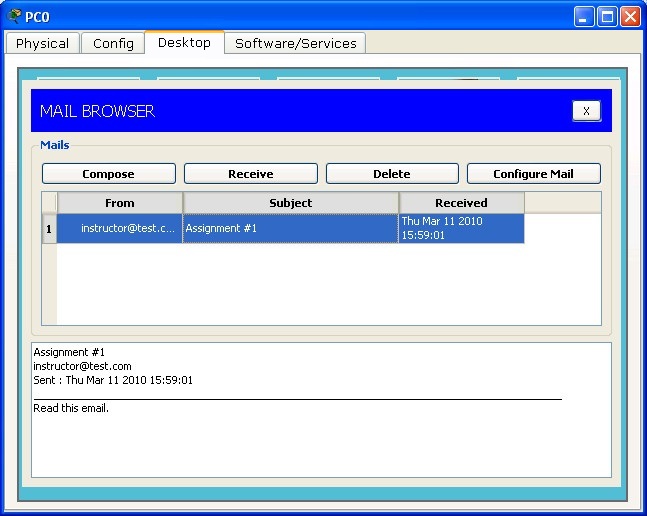 PC0
Physical Config Desktop Software/Services
MAIL BROWSER
X
Mails
Compose Receive Delete Configure Mail
From Subject Received
1 instructor@test.c... Assignment #1 Thu Mar 11 2010
15:59:01
Assignment #1
instructor@test.com
Sent : Thu Mar 11 2010 15:59:01
Read this email.